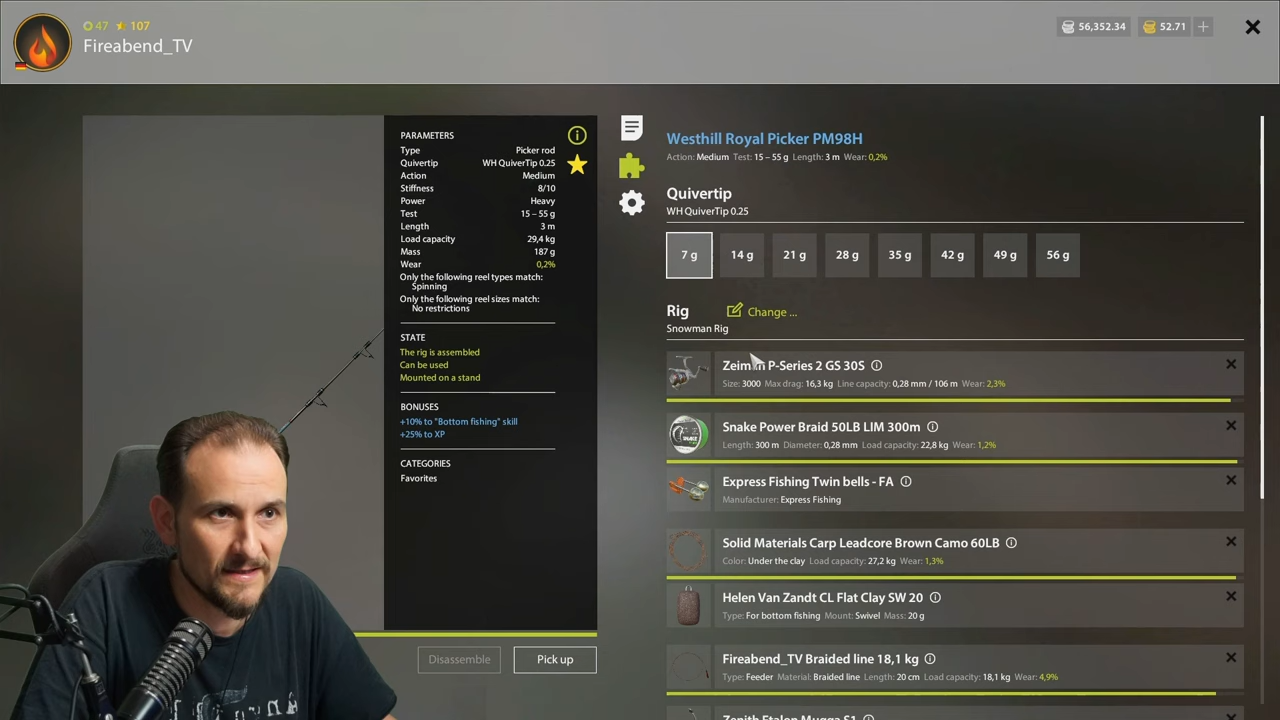 47 107
Fireabend_TV
56,352.34 52.71
PARAMETERS
Type Picker rod
Quivertip WH QuiverTip 0.25
Action Medium
Stiffness 8/10
Power Heavy
Test 15 – 55 g
Length 3 m
Load capacity 29,4 kg
Mass 187 g
Wear 0,2%
Only the following reel types match:
Spinning
Only the following reel sizes match:
No restrictions
STATE
The rig is assembled
Can be used
Mounted on a stand
BONUSES
+10% to "Bottom fishing" skill
+25% to XP
CATEGORIES
Favorites
Disassemble Pick up
Westhill Royal Picker PM98H
Action: Medium Test: 15 – 55 g Length: 3 m Wear: 0,2%
Quivertip
WH QuiverTip 0.25
7 g 14 g 21 g 28 g 35 g 42 g 49 g 56 g
Rig Change ...
Snowman Rig
P-Series 2 GS 30S
Size: 3000 Max drag: 16,3 kg Line capacity: 0,28 mm / 106 m Wear: 2,3%
Snake Power Braid 50LB LIM 300m
Length: 300 m Diameter: 0,28 mm Load capacity: 22,8 kg Wear: 1,2%
Express Fishing Twin bells - FA
Manufacturer: Express Fishing
Solid Materials Carp Leadcore Brown Camo 60LB
Color: Under the clay Load capacity: 27,2 kg Wear: 1,3%
Helen Van Zandt CL Flat Clay SW 20
Type: For bottom fishing Mount: Swivel Mass: 20 g
Fireabend_TV Braided line 18,1 kg
Type: Feeder Material: Braided line Length: 20 cm Load capacity: 18,1 kg Wear: 4,9%
Zenith Etalon Mugga S1